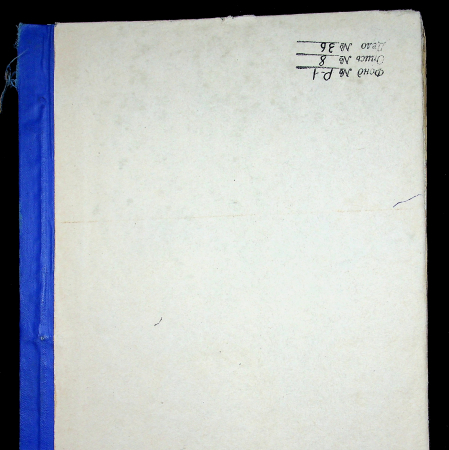 Фонд № Р-1
Опись № 8
Дело № 36